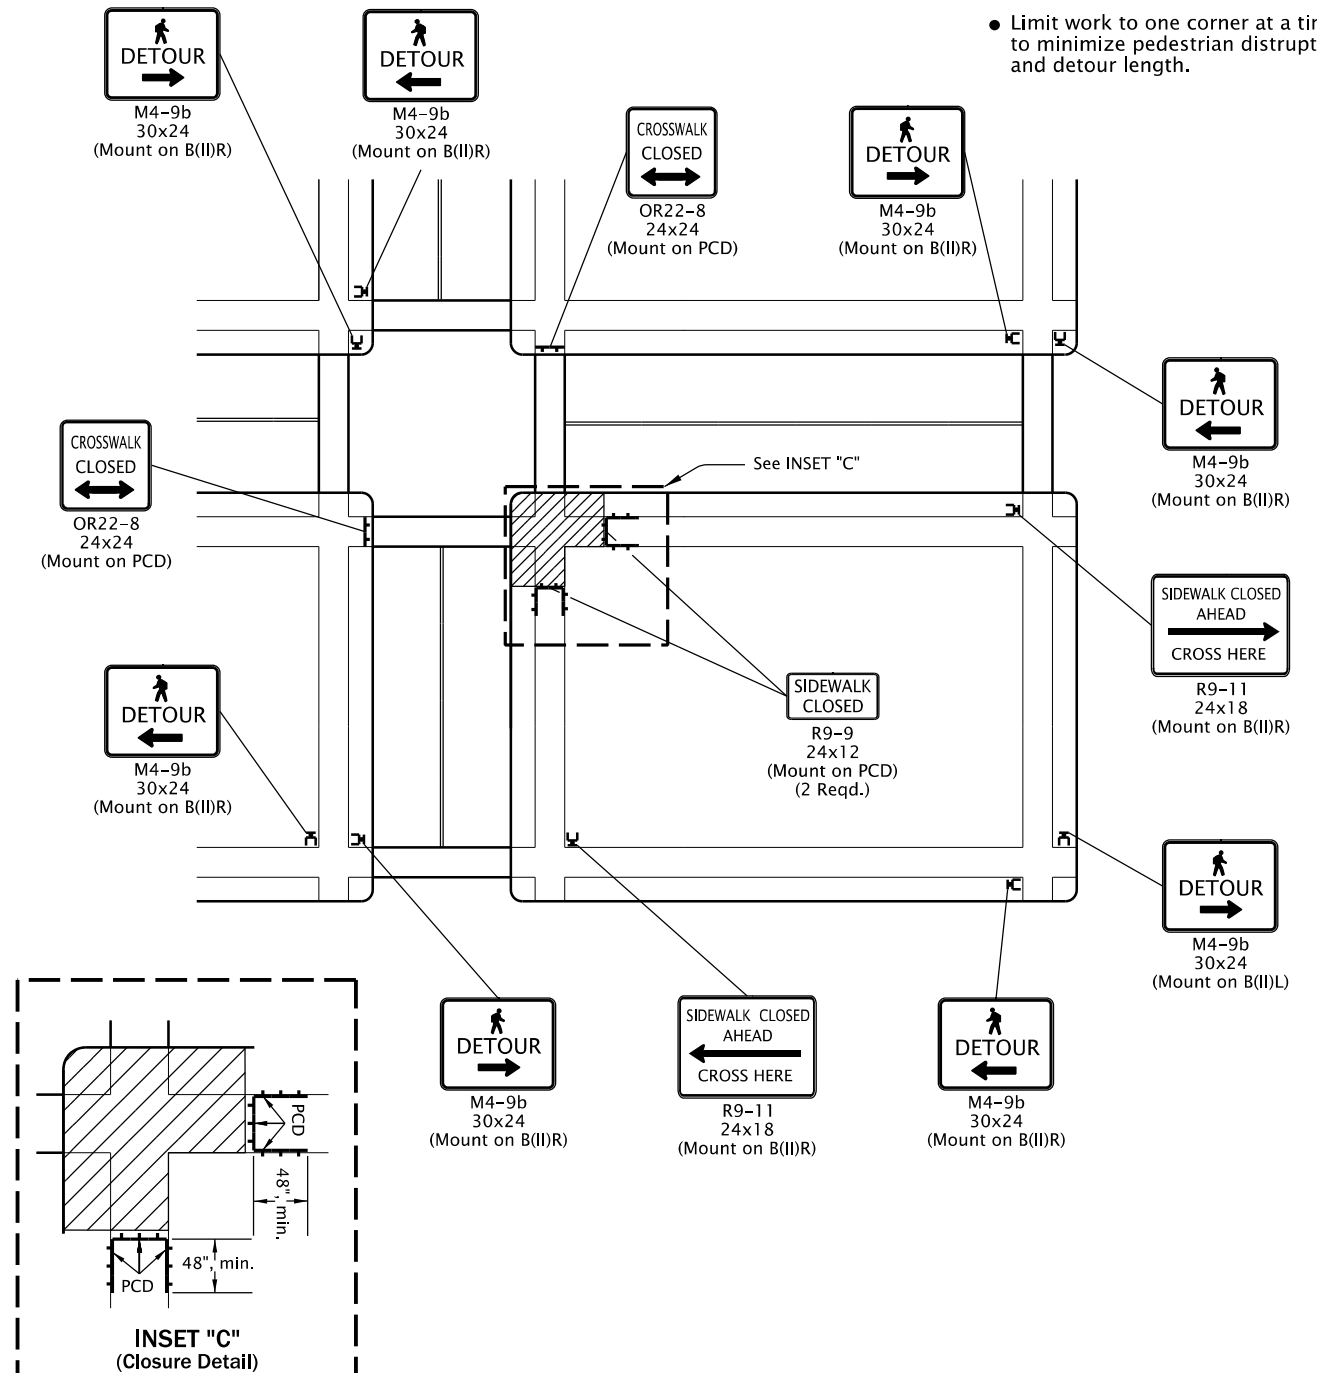 ● Limit work to one corner at a tir
to minimize pedestrian distrupt
and detour length.
DETOUR
M4-9b
30x24
(Mount on B(II)R)
DETOUR
M4-9b
30x24
(Mount on B(II)R)
CROSSWALK
CLOSED
OR22-8
24x24
(Mount on PCD)
DETOUR
M4-9b
30x24
(Mount on B(II)R)
DETOUR
M4-9b
30x24
(Mount on B(II)R)
CROSSWALK
CLOSED
OR22-8
24x24
(Mount on PCD)
See INSET "C"
SIDEWALK CLOSED
AHEAD
CROSS HERE
R9-11
24x18
(Mount on B(II)R)
DETOUR
M4-9b
30x24
(Mount on B(II)R)
SIDEWALK
CLOSED
R9-9
24x12
(Mount on PCD)
(2 Reqd.)
DETOUR
M4-9b
30x24
(Mount on B(II)L)
DETOUR
M4-9b
30x24
(Mount on B(II)R)
SIDEWALK CLOSED
AHEAD
CROSS HERE
R9-11
24x18
(Mount on B(II)R)
DETOUR
M4-9b
30x24
(Mount on B(II)R)
PCD
48", min.
48", min.
PCD
INSET "C"
(Closure Detail)